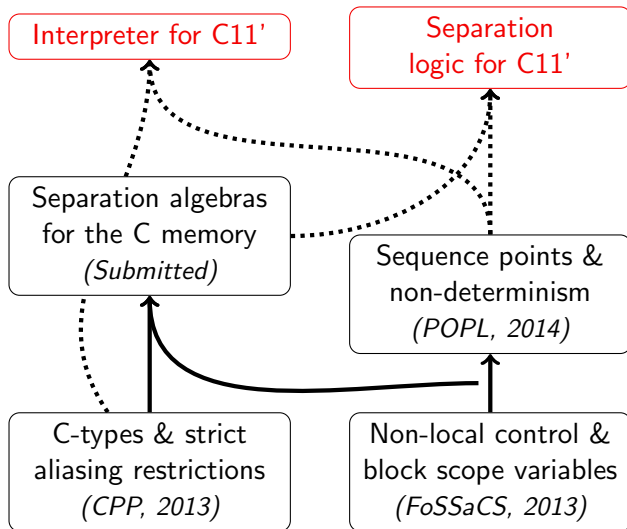 Interpreter for C11'
Separation
logic for C11'
Separation algebras
for the C memory
(Submitted)
Sequence points &
non-determinism
(POPL, 2014)
C-types & strict
aliasing restrictions
(CPP, 2013)
Non-local control &
block scope variables
(FoSSaCS, 2013)